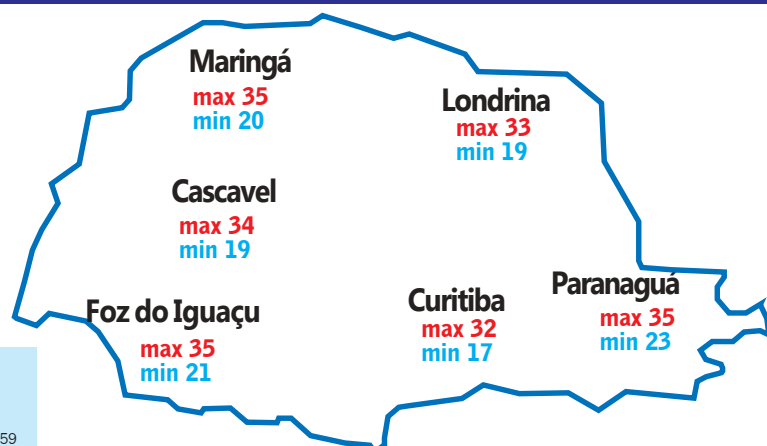 Maringá
max 35
min 20
Londrina
max 33
min 19
Cascavel
max 34
min 19
Foz do Iguaçu
max 35
min 21
Curitiba
max 32
min 17
Paranaguá
max 35
min 23
59